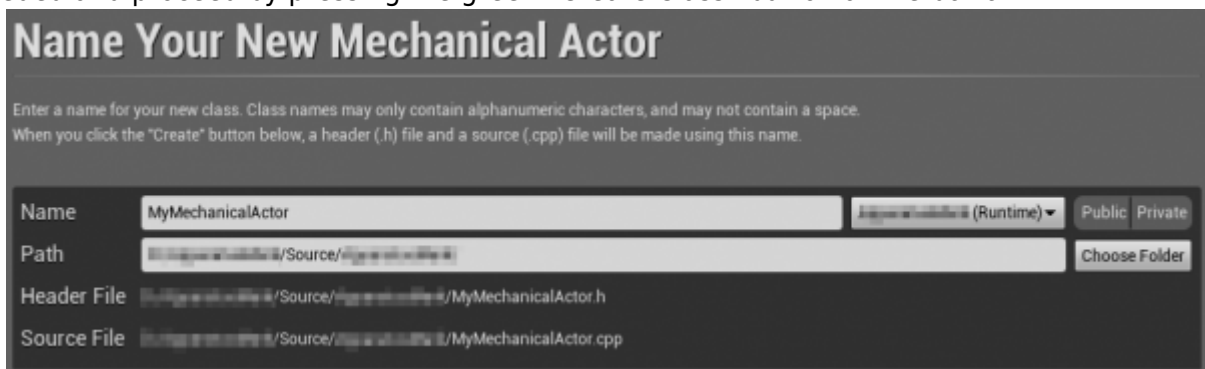 Name Your New Mechanical Actor
Enter a name for your new class. Class names may only contain alphanumeric characters, and may not contain a space.
When you click the "Create" button below, a header (.h) file and a source (.cpp) file will be made using this name.
Name MyMechanicalActor (Runtime) Public Private
Path /Source/ Choose Folder
Header File /Source/ /MyMechanicalActor.h
Source File /Source/ /MyMechanicalActor.cpp